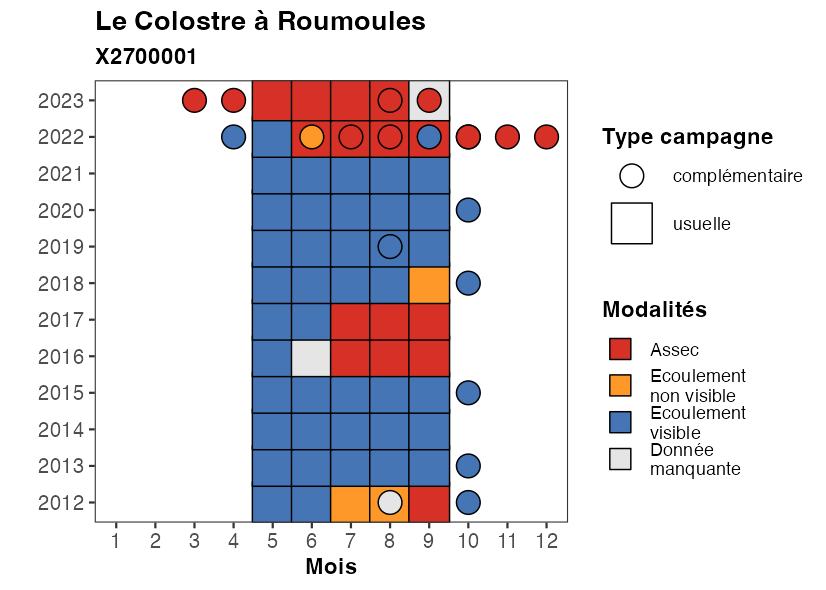 Le Colostre à Roumoules
X2700001
2023
2022
2021
2020
2019
2018
2017
2016
2015
2014
2013
2012
1 2 3 4 5 6 7 8 9 10 11 12
Mois
Type campagne
complémentaire
usuelle
Modalités
Assec
Ecoulement
non visible
Ecoulement
visible
Donnée
manquante